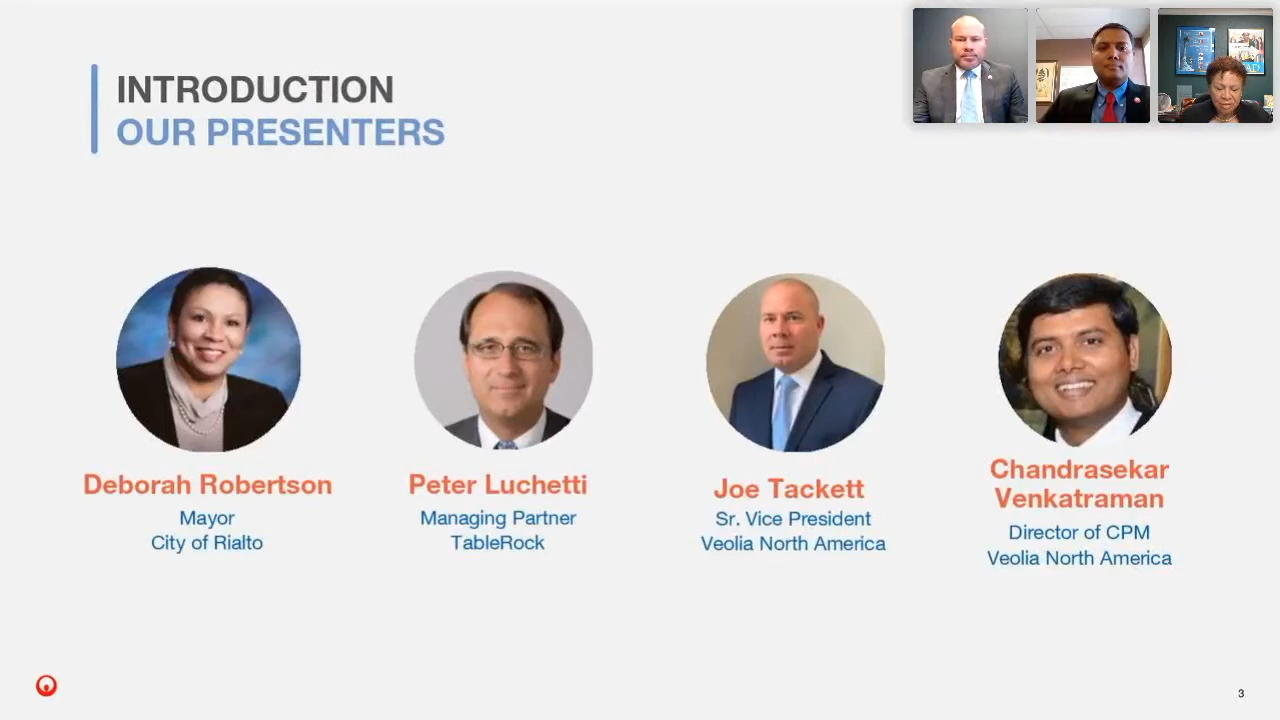 INTRODUCTION
OUR PRESENTERS
Deborah Robertson
Mayor
City of Rialto
Peter Luchetti
Managing Partner
TableRock
Joe Tackett
Sr. Vice President
Veolia North America
Chandrasekar
Venkatraman
Director of CPM
Veolia North America
3